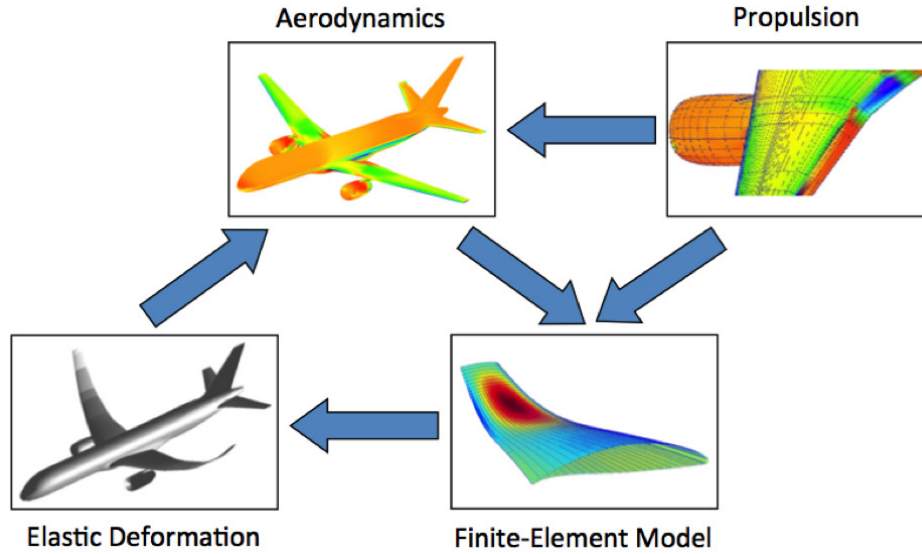 Aerodynamics
Propulsion
Elastic Deformation
Finite-Element Model